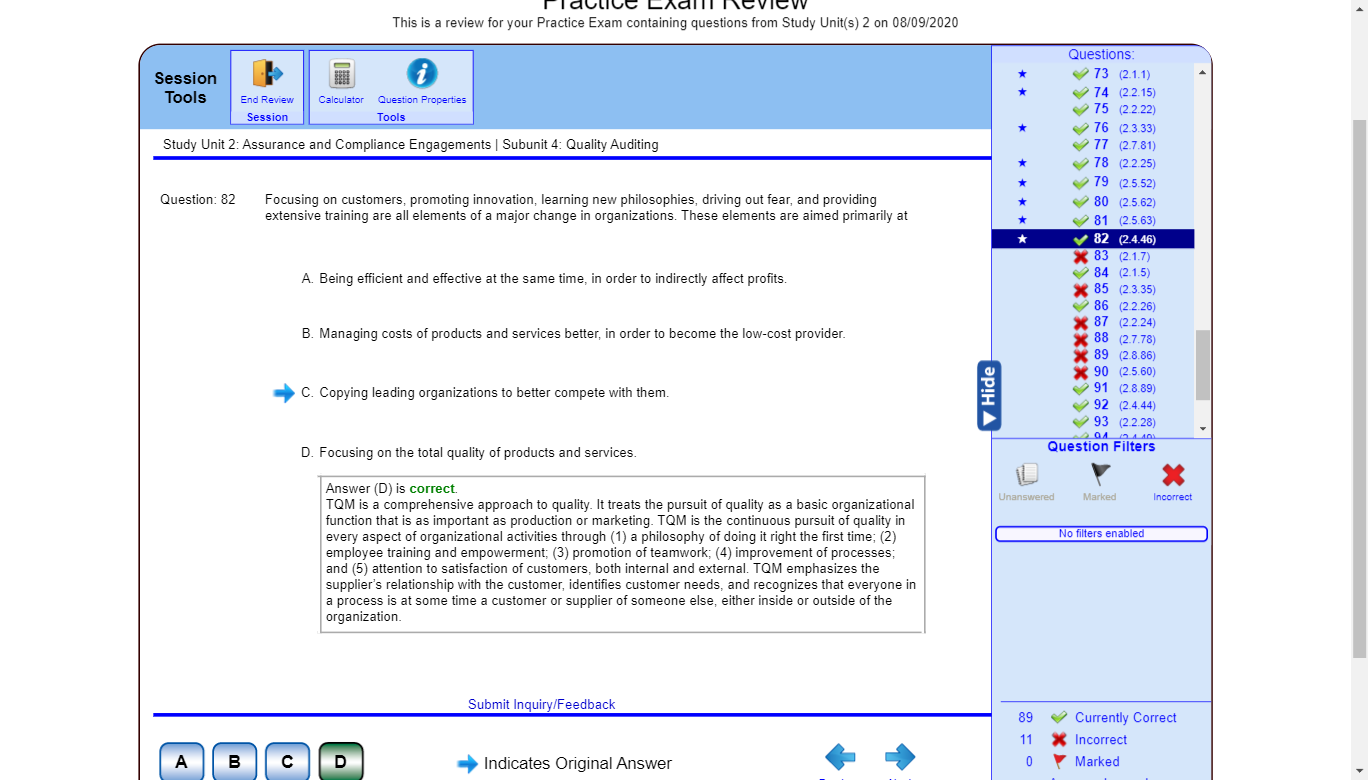 Practice Exam Review
This is a review for your Practice Exam containing questions from Study Unit(s) 2 on 08/09/2020
Session
Tools
End Review
Session
Calculator
Question Properties
Tools
Study Unit 2: Assurance and Compliance Engagements | Subunit 4: Quality Auditing
Question: 82
Focusing on customers, promoting innovation, learning new philosophies, driving out fear, and providing
extensive training are all elements of a major change in organizations. These elements are aimed primarily at
A. Being efficient and effective at the same time, in order to indirectly affect profits.
B. Managing costs of products and services better, in order to become the low-cost provider.
C. Copying leading organizations to better compete with them.
D. Focusing on the total quality of products and services.
Answer (D) is correct.
TQM is a comprehensive approach to quality. It treats the pursuit of quality as a basic organizational
function that is as important as production or marketing. TQM is the continuous pursuit of quality in
every aspect of organizational activities through (1) a philosophy of doing it right the first time; (2)
employee training and empowerment; (3) promotion of teamwork; (4) improvement of processes;
and (5) attention to satisfaction of customers, both internal and external. TQM emphasizes the
supplier's relationship with the customer, identifies customer needs, and recognizes that everyone in
a process is at some time a customer or supplier of someone else, either inside or outside of the
organization.
Submit Inquiry/Feedback
A B C D
Indicates Original Answer
Questions:
73 (2.1.1)
74 (2.2.15)
75 (2.2.22)
76 (2.3.33)
77 (2.7.81)
78 (2.2.25)
79 (2.5.52)
80 (2.5.62)
81 (2.5.63)
82 (2.4.46)
83 (2.1.7)
84 (2.1.5)
85 (2.3.35)
86 (2.2.26)
87 (2.2.24)
88 (2.7.78)
89 (2.8.86)
90 (2.5.60)
91 (2.8.89)
92 (2.4.44)
93 (2.2.28)
94 (2.4.49)
Hide
Question Filters
Unanswered
Marked
Incorrect
No filters enabled
89 Currently Correct
11 Incorrect
0 Marked